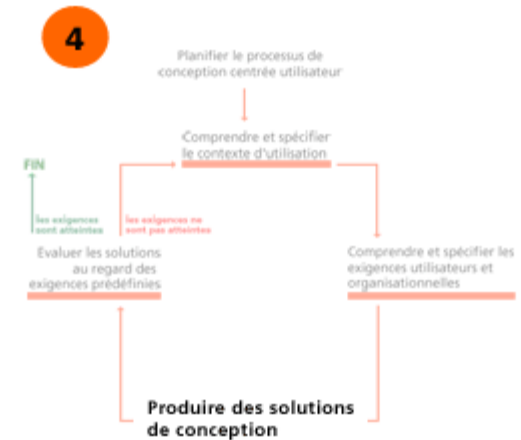 4
Planifier le processus de
conception centrée utilisateur
Comprendre et spécifier
le contexte d'utilisation
FIN
les exigences
sont atteintes
les exigences ne
sont pas atteintes
Evaluer les solutions
au regard des
exigences prédéfinies
Comprendre et spécifier les
exigences utilisateurs et
organisationnelles
Produire des solutions
de conception